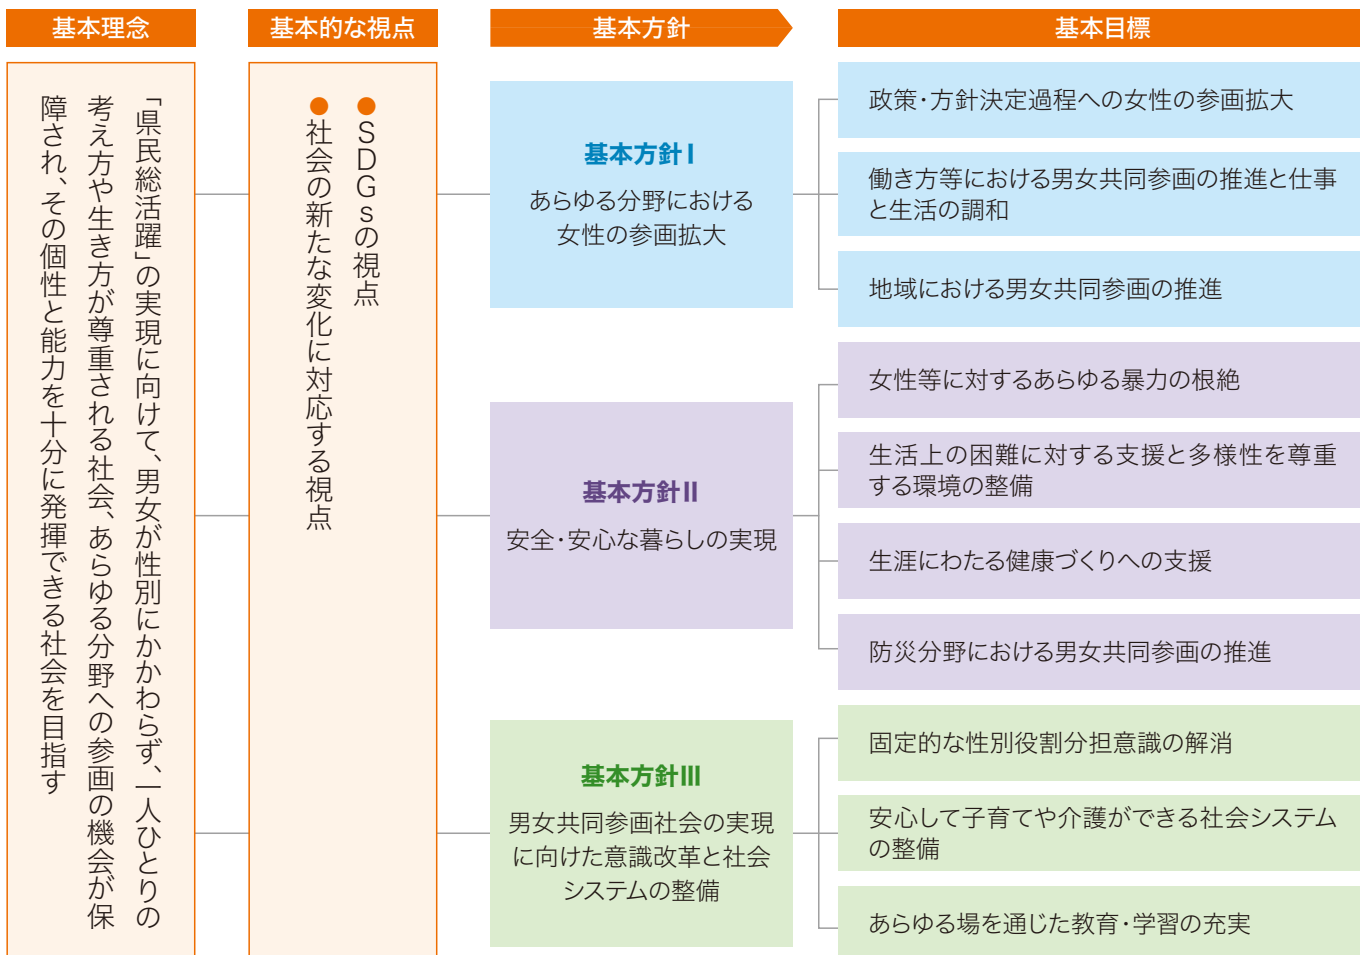 基本理念
「県民総活躍」の実現に向けて、男女が性別にかかわらず、一人ひとりの
考え方や生き方が尊重される社会、あらゆる分野への参画の機会が保
障され、その個性と能力を十分に発揮できる社会を目指す
基本的な視点
●SDGsの視点
●社会の新たな変化に対応する視点
基本方針
基本方針Ⅰ
あらゆる分野における
女性の参画拡大
基本方針Ⅱ
安全・安心な暮らしの実現
基本方針Ⅲ
男女共同参画社会の実現
に向けた意識改革と社会
システムの整備
基本目標
政策・方針決定過程への女性の参画拡大
働き方等における男女共同参画の推進と仕事
と生活の調和
地域における男女共同参画の推進
女性等に対するあらゆる暴力の根絶
生活上の困難に対する支援と多様性を尊重
する環境の整備
生涯にわたる健康づくりへの支援
防災分野における男女共同参画の推進
固定的な性別役割分担意識の解消
安心して子育てや介護ができる社会システム
の整備
あらゆる場を通じた教育・学習の充実